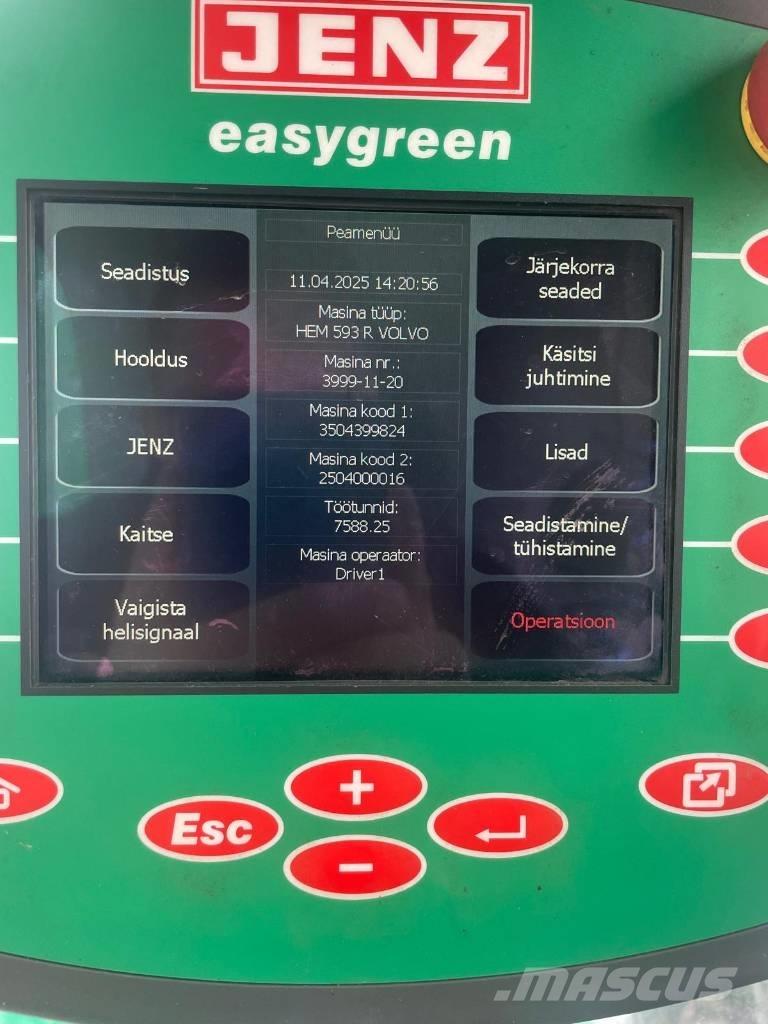 JENZ
easygreen
Peamenüü
11.04.2025 14:20:56
Masina tüüp:
HEM 593 R VOLVO
Masina nr.:
3999-11-20
Masina kood 1:
3504399824
Masina kood 2:
2504000016
Töötunnid:
7588.25
Masina operaator:
Driver1
Seadistus
Hooldus
JENZ
Kaitse
Vaigista
helisignaal
Järjekorra
seaded
Käsitsi
juhtimine
Lisad
Seadistamine/
tühistamine
Operatsioon
+
Esc
-
MASCUS